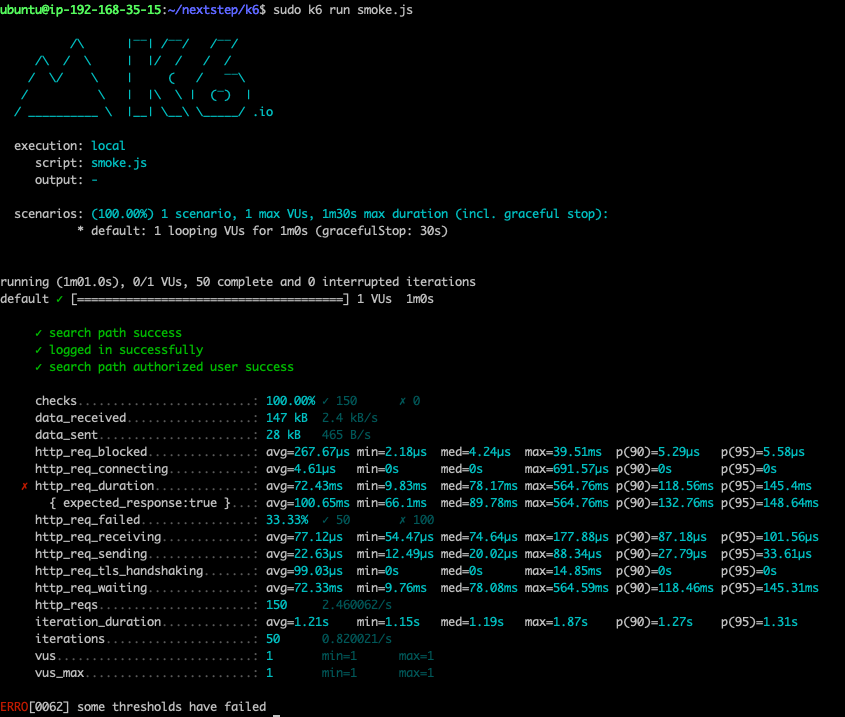 ubuntu@ip-192-168-35-15:~/nextstep/k6$ sudo k6 run smoke.js
          /\      |‾‾| /‾‾/   /‾‾/
     /\  /  \     |  |/  /   /  /
    /  \/    \    |     (   /   ‾‾\
   /          \   |  |\  \ |  (‾)  |
  / __________ \  |__| \__\ \_____/ .io
  execution: local
     script: smoke.js
     output: -
  scenarios: (100.00%) 1 scenario, 1 max VUs, 1m30s max duration (incl. graceful stop):
           * default: 1 looping VUs for 1m0s (gracefulStop: 30s)
running (1m01.0s), 0/1 VUs, 50 complete and 0 interrupted iterations
default ✓ [======================================] 1 VUs  1m0s
     ✓ search path success
     ✓ logged in successfully
     ✓ search path authorized user success
     checks.........................: 100.00% ✓ 150      ✗ 0
     data_received..................: 147 kB  2.4 kB/s
     data_sent......................: 28 kB   465 B/s
     http_req_blocked...............: avg=267.67µs min=2.18µs  med=4.24µs  max=39.51ms  p(90)=5.29µs   p(95)=5.58µs
     http_req_connecting............: avg=4.61µs   min=0s      med=0s      max=691.57µs p(90)=0s       p(95)=0s
   ✗ http_req_duration..............: avg=72.43ms  min=9.83ms  med=78.17ms max=564.76ms p(90)=118.56ms p(95)=145.4ms
       { expected_response:true }...: avg=100.65ms min=66.1ms  med=89.78ms max=564.76ms p(90)=132.76ms p(95)=148.64ms
     http_req_failed................: 33.33%  ✓ 50       ✗ 100
     http_req_receiving.............: avg=77.12µs  min=54.47µs med=74.64µs max=177.88µs p(90)=87.18µs  p(95)=101.56µs
     http_req_sending...............: avg=22.63µs  min=12.49µs med=20.02µs max=88.34µs  p(90)=27.79µs  p(95)=33.61µs
     http_req_tls_handshaking.......: avg=99.03µs  min=0s      med=0s      max=14.85ms  p(90)=0s       p(95)=0s
     http_req_waiting...............: avg=72.33ms  min=9.76ms  med=78.08ms max=564.59ms p(90)=118.46ms p(95)=145.31ms
     http_reqs......................: 150     2.460062/s
     iteration_duration.............: avg=1.21s    min=1.15s   med=1.19s   max=1.87s    p(90)=1.27s    p(95)=1.31s
     iterations.....................: 50      0.820021/s
     vus............................: 1       min=1      max=1
     vus_max........................: 1       min=1      max=1
ERRO[0062] some thresholds have failed